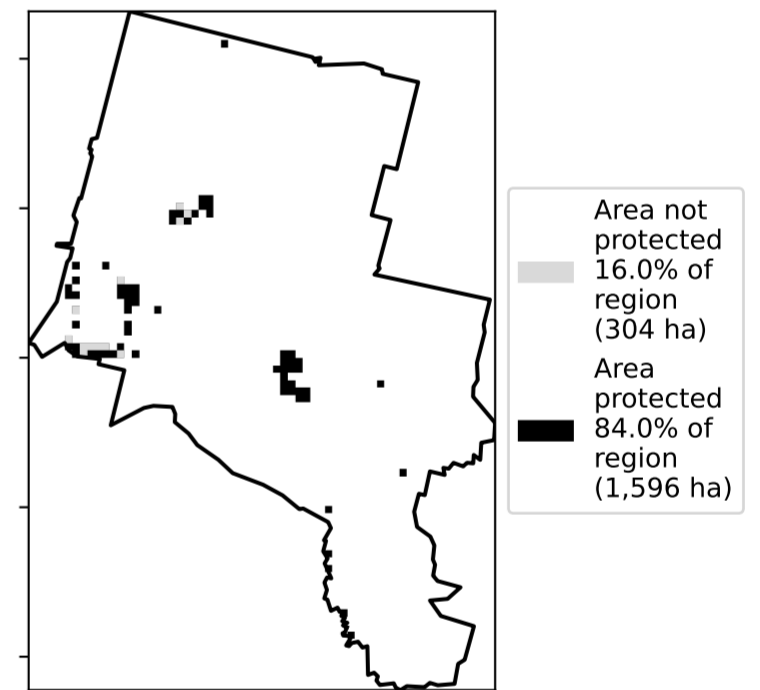 Area not
protected
16.0% of
region
(304 ha)
Area
protected
84.0% of
region
(1,596 ha)